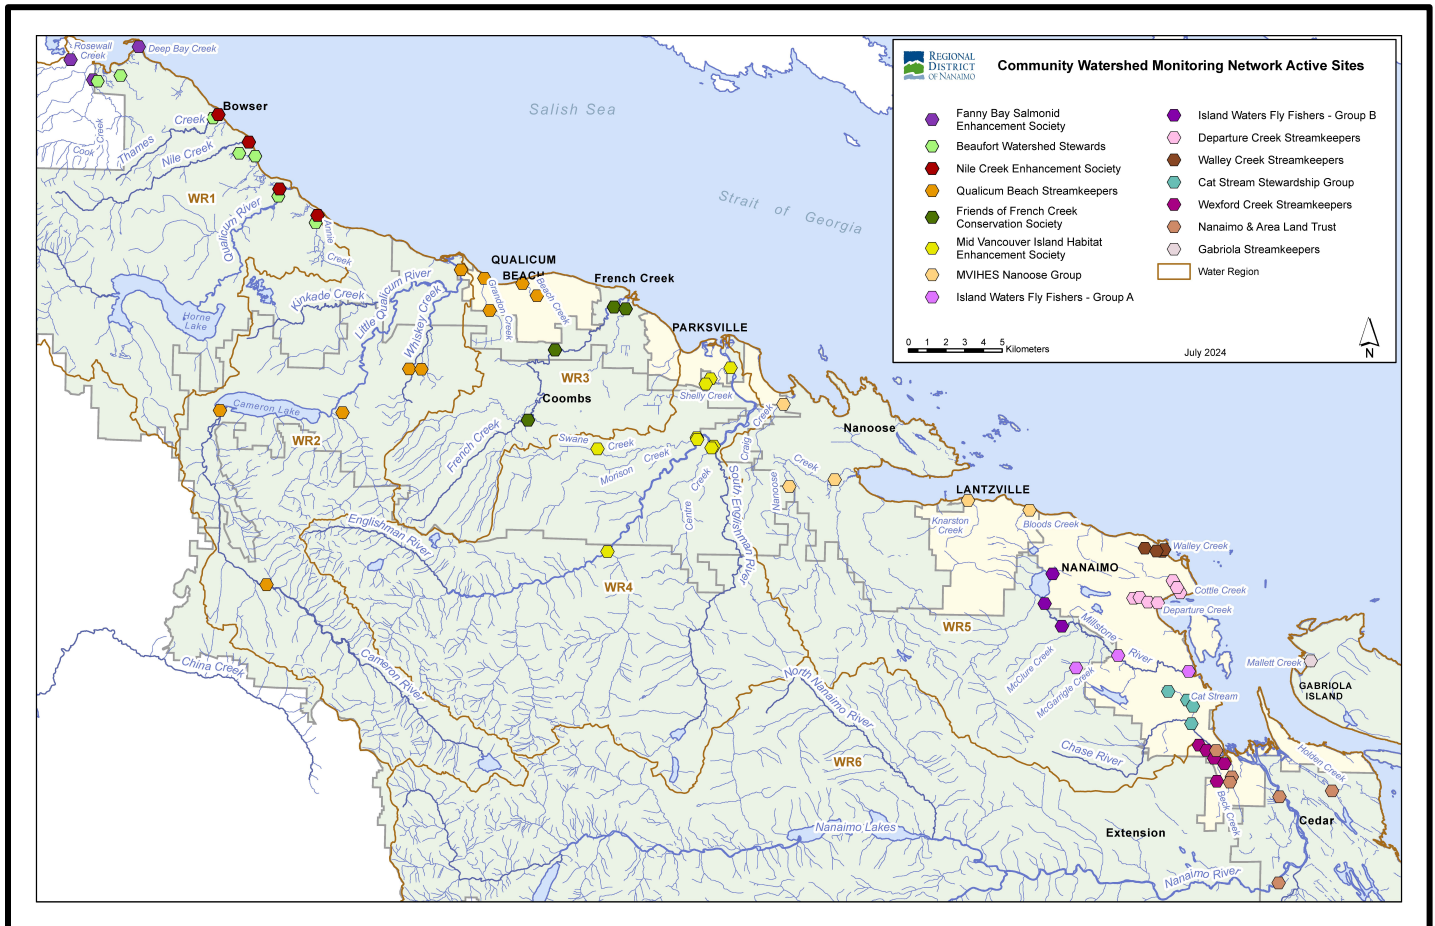 REGIONAL
DISTRICT
OF NANAIMO
Community Watershed Monitoring Network Active Sites
Fanny Bay Salmonid
Enhancement Society
Beaufort Watershed Stewards
Nile Creek Enhancement Society
Qualicum Beach Streamkeepers
Friends of French Creek
Conservation Society
Mid Vancouver Island Habitat
Enhancement Society
MVIHES Nanoose Group
Island Waters Fly Fishers - Group A
Island Waters Fly Fishers - Group B
Departure Creek Streamkeepers
Walley Creek Streamkeepers
Cat Stream Stewardship Group
Wexford Creek Streamkeepers
Nanaimo & Area Land Trust
Gabriola Streamkeepers
Water Region
0 1 2 3 4 5
Kilometers
July 2024
N
Rosewall
Creek
Deep Bay Creek
Salish Sea
Strait of Georgia
Bowser
Creek
Thames
Cook
Creek
Nile Creek
WR1
Qualicum River
Annie
Creek
QUALICUM
BEACH
French Creek
Little Qualicum River
Kinkade Creek
Whiskey Creek
Grandon Creek
Beach Creek
Horne
Lake
PARKSVILLE
WR3
Shelly Creek
Coombs
Cameron Lake
WR2
French Creek
Swane Creek
Morison Creek
Craig Creek
Nanoose
Centre Creek
South Englishman River
Nanoose Creek
LANTZVILLE
Knarston
Creek
Bloods Creek
Englishman River
Walley Creek
NANAIMO
Cottle Creek
Departure Creek
WR4
WR5
Millstone River
McClure Creek
McGarrigle Creek
Mallett Creek
GABRIOLA
ISLAND
China Creek
Cameron River
North Nanaimo River
Cat Stream
Chase River
WR6
Holden Creek
Beck Creek
Cedar
Extension
Nanaimo Lakes
Nanaimo River